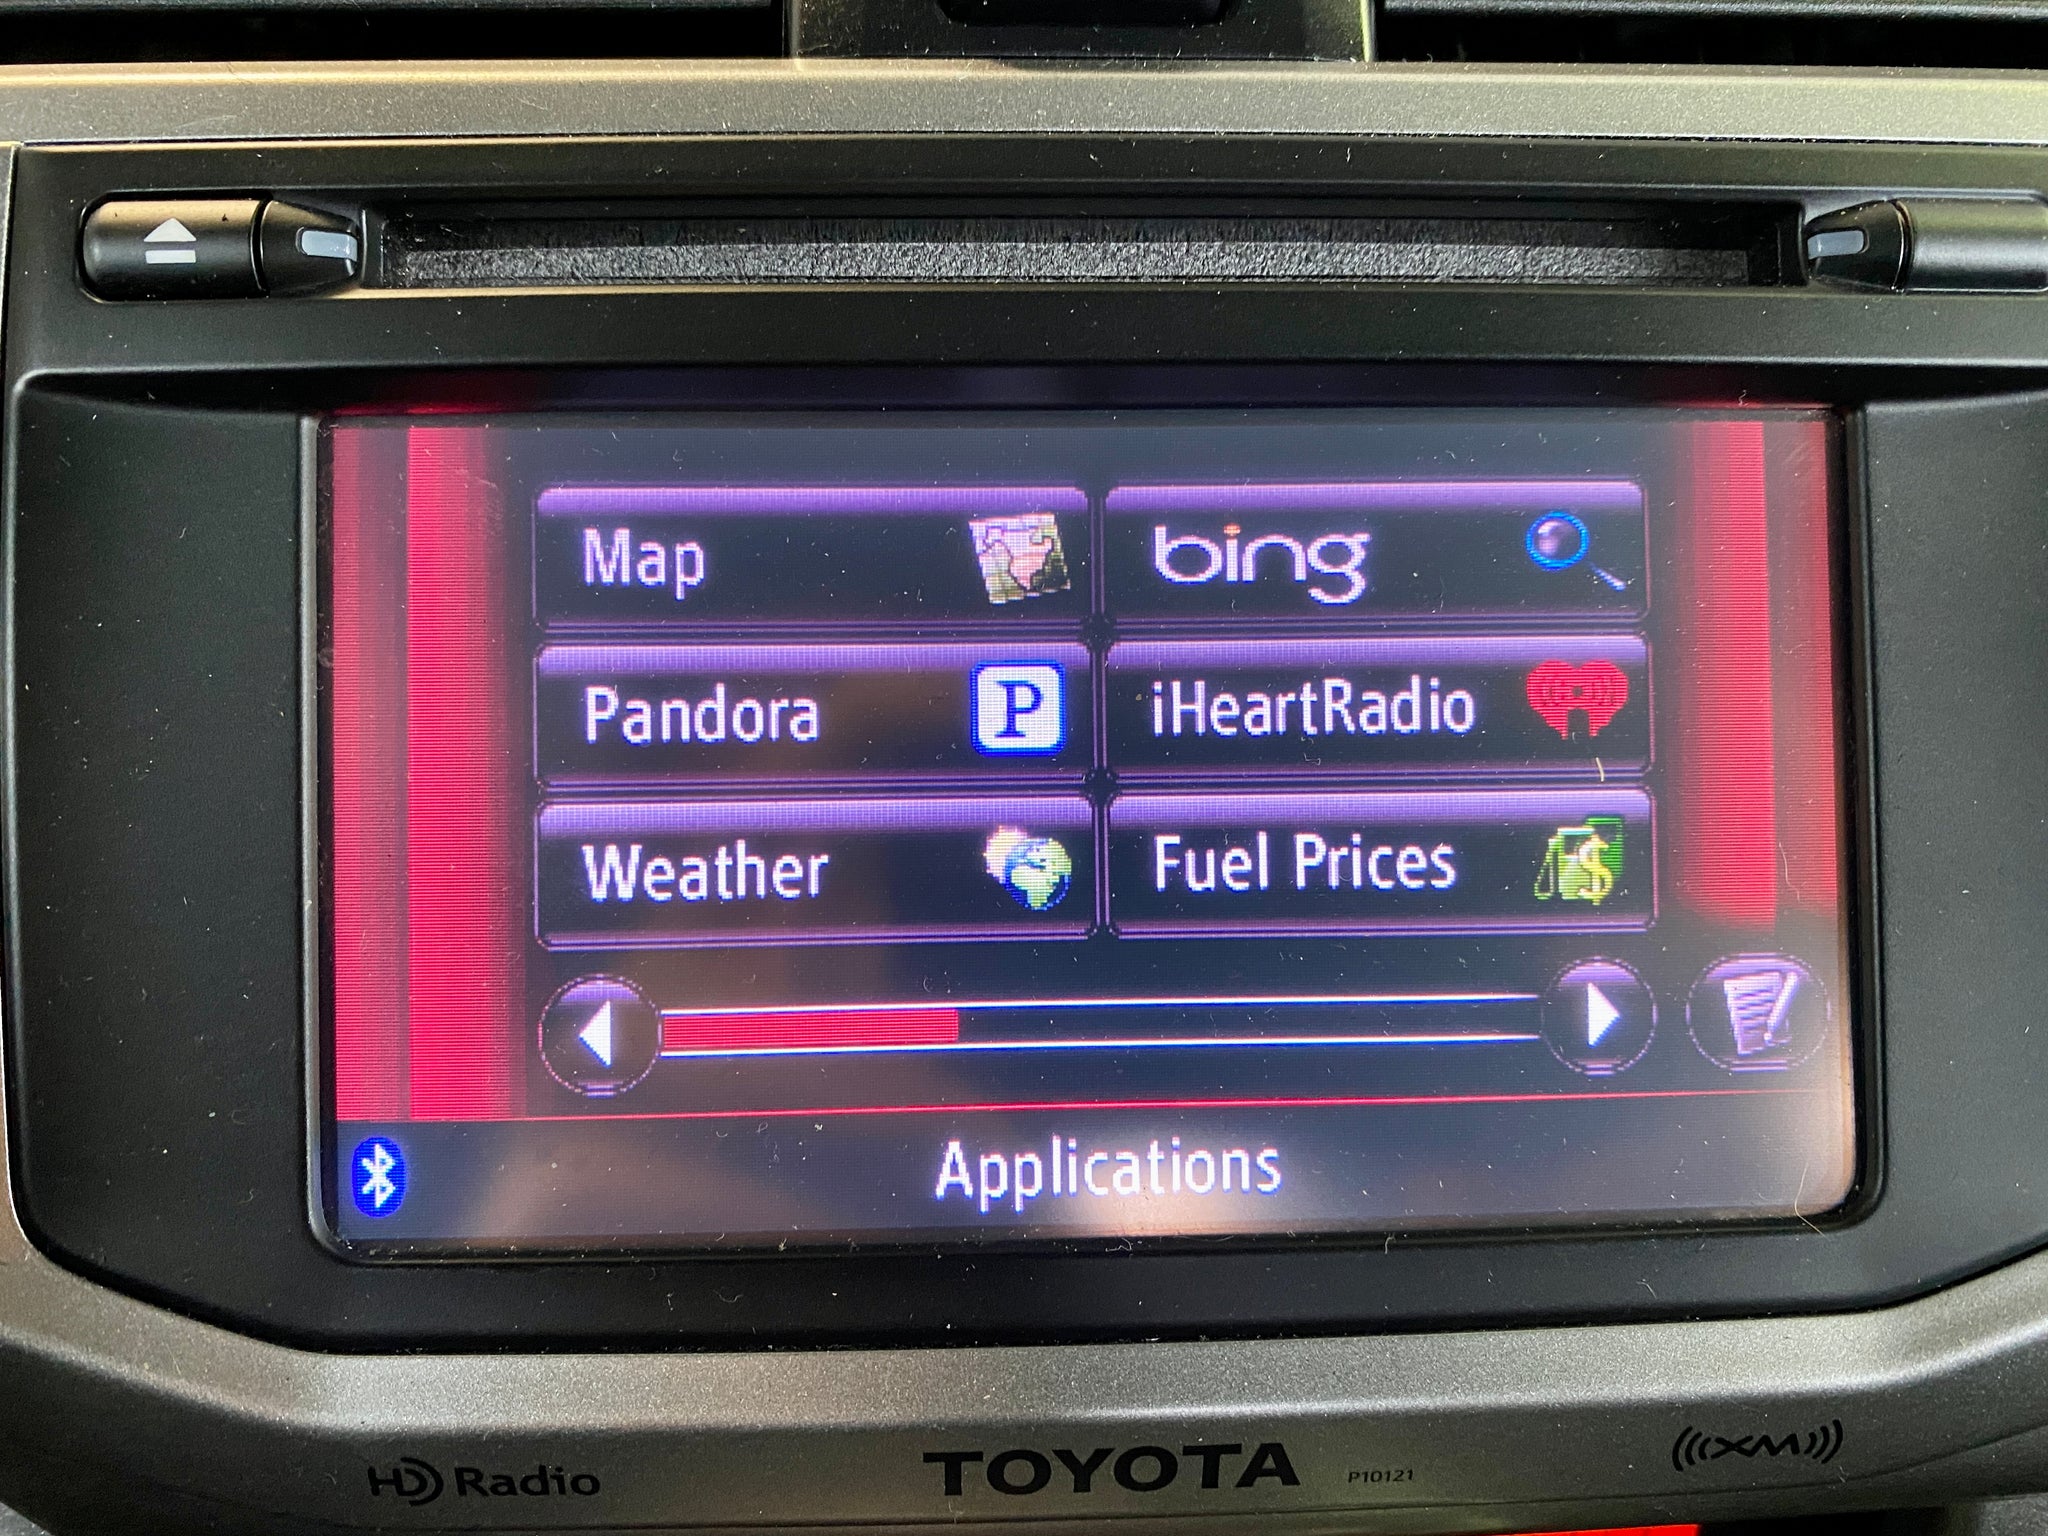 Map
bing
Pandora
P
iHeartRadio
Weather
Fuel Prices
Applications
HD Radio
TOYOTA
P10121
XM